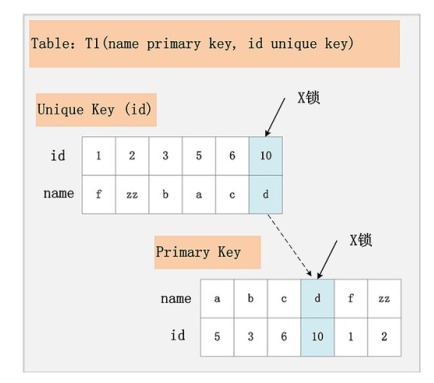 Table: T1(name primary key, id unique key)
X锁
Unique Key (id)
id 1 2 3 5 6 10
name f zz b a c d
X锁
Primary Key
name a b c d f zz
id 5 3 6 10 1 2